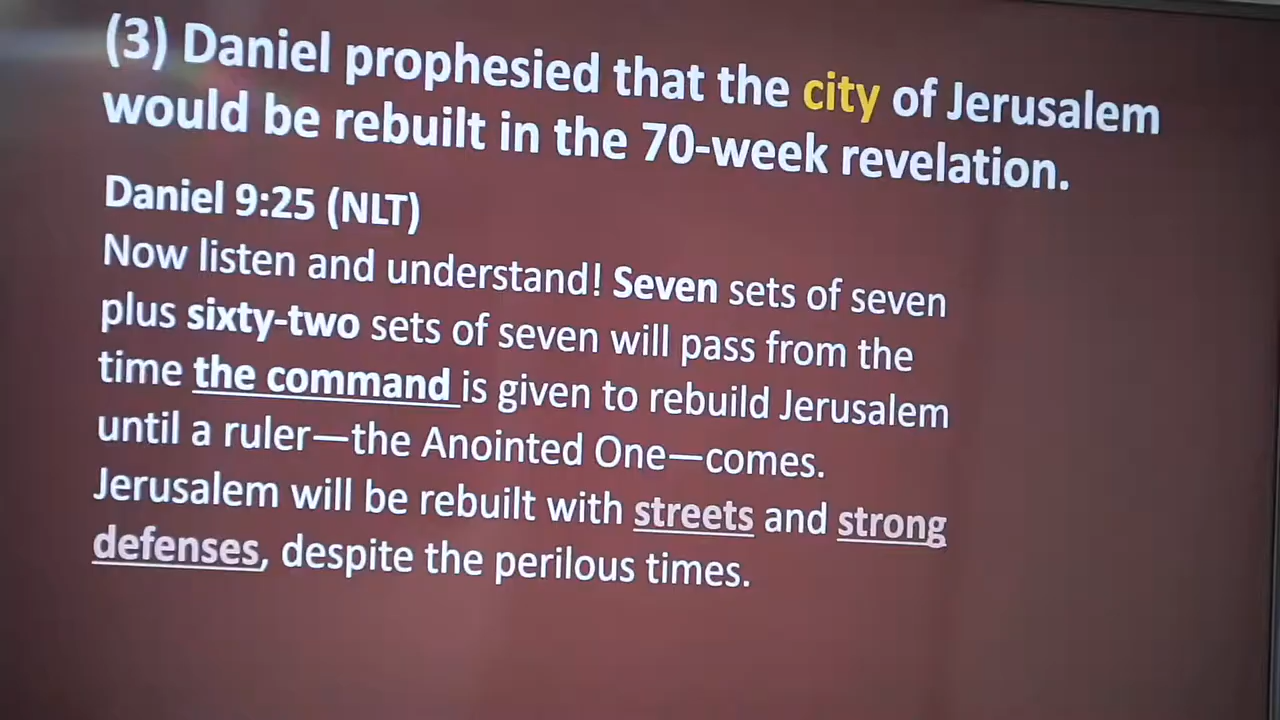 (3) Daniel prophesied that the city of Jerusalem
would be rebuilt in the 70-week revelation.
Daniel 9:25 (NLT)
Now listen and understand! Seven sets of seven
plus sixty-two sets of seven will pass from the
time the command is given to rebuild Jerusalem
until a ruler—the Anointed One—comes.
Jerusalem will be rebuilt with streets and strong
defenses, despite the perilous times.